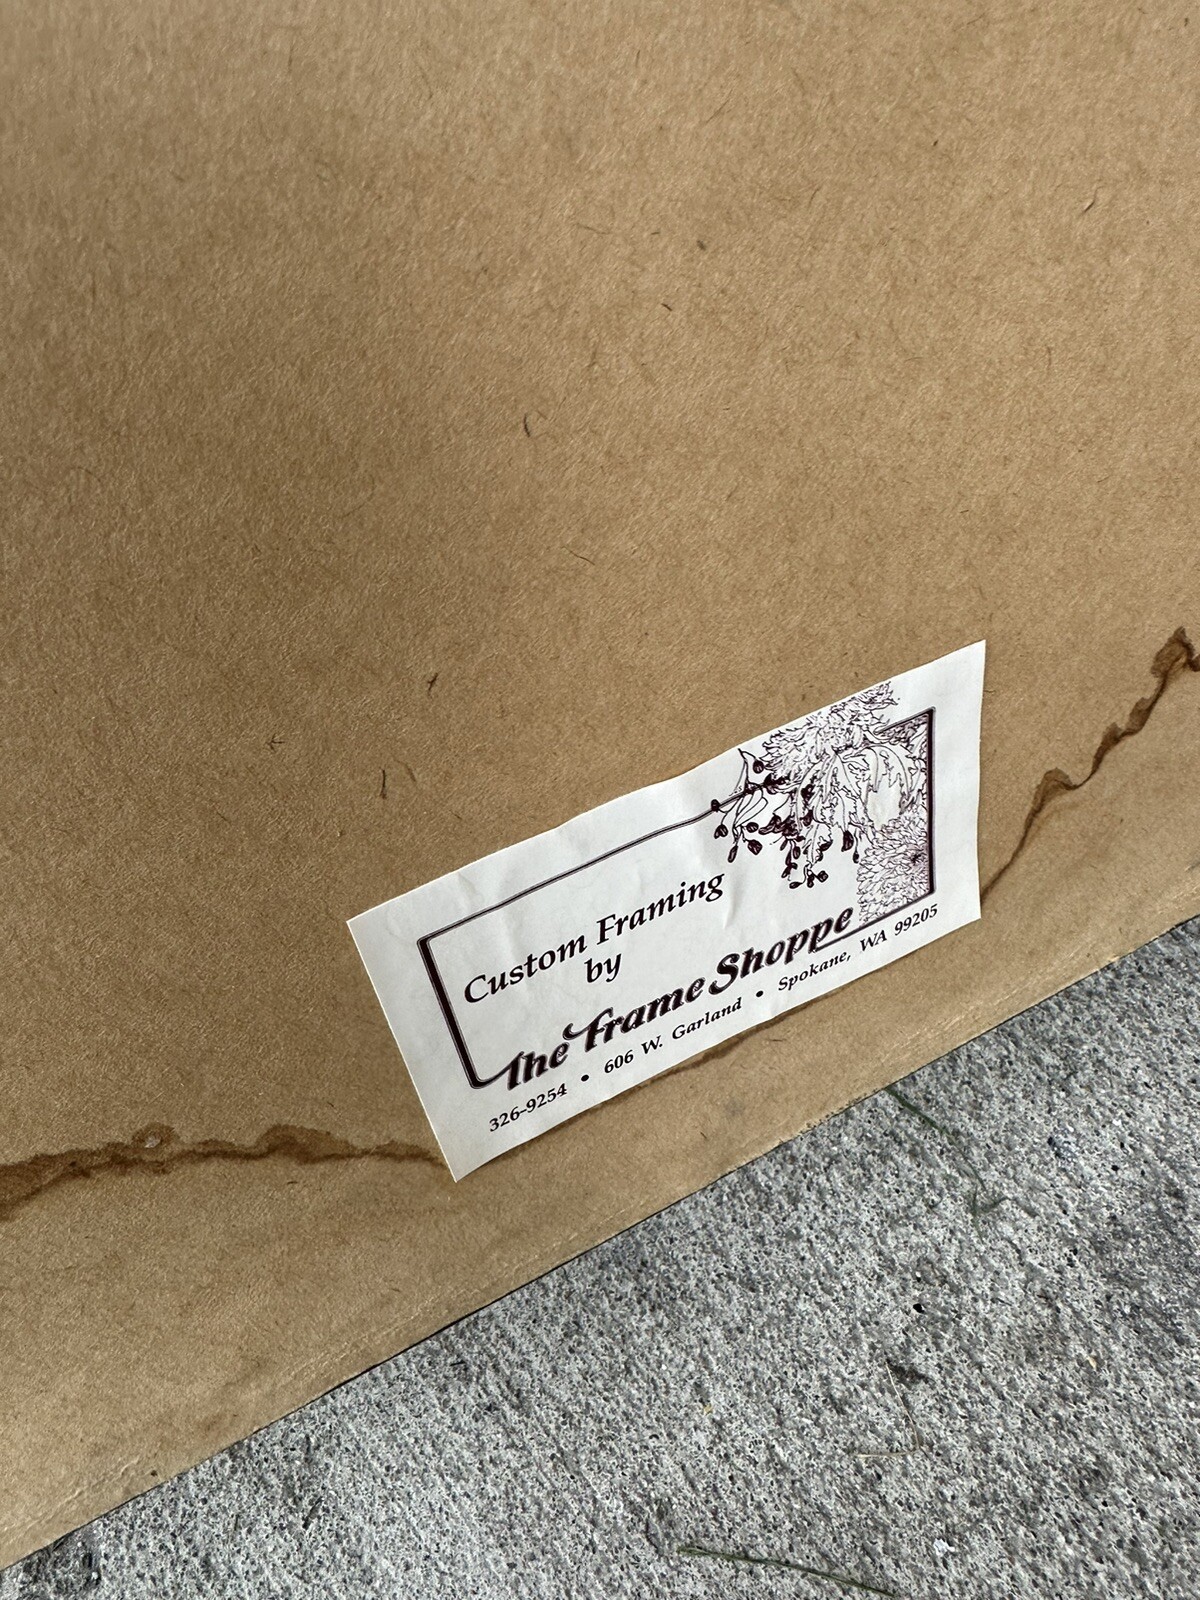 Custom Framing
by
The Frame Shoppe
326-9254 • 606 W. Garland • Spokane, WA 99205